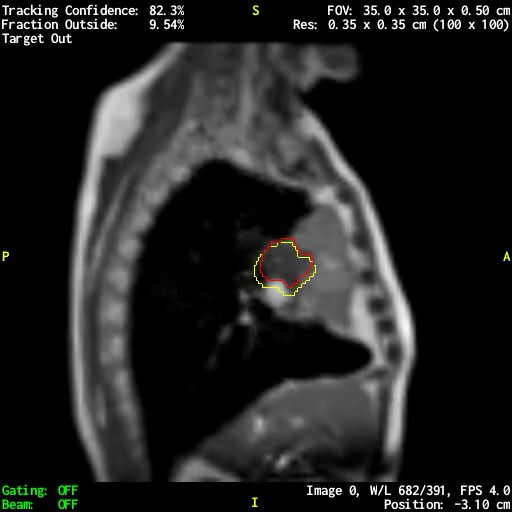 Tracking Confidence: 82.3%
Fraction Outside: 9.54%
Target Out
S
FOV: 35.0 x 35.0 x 0.50 cm
Res: 0.35 x 0.35 cm (100 x 100)
P
A
Gating: OFF
Beam: OFF
I
Image 0, W/L 682/391, FPS 4.0
Position: -3.10 cm